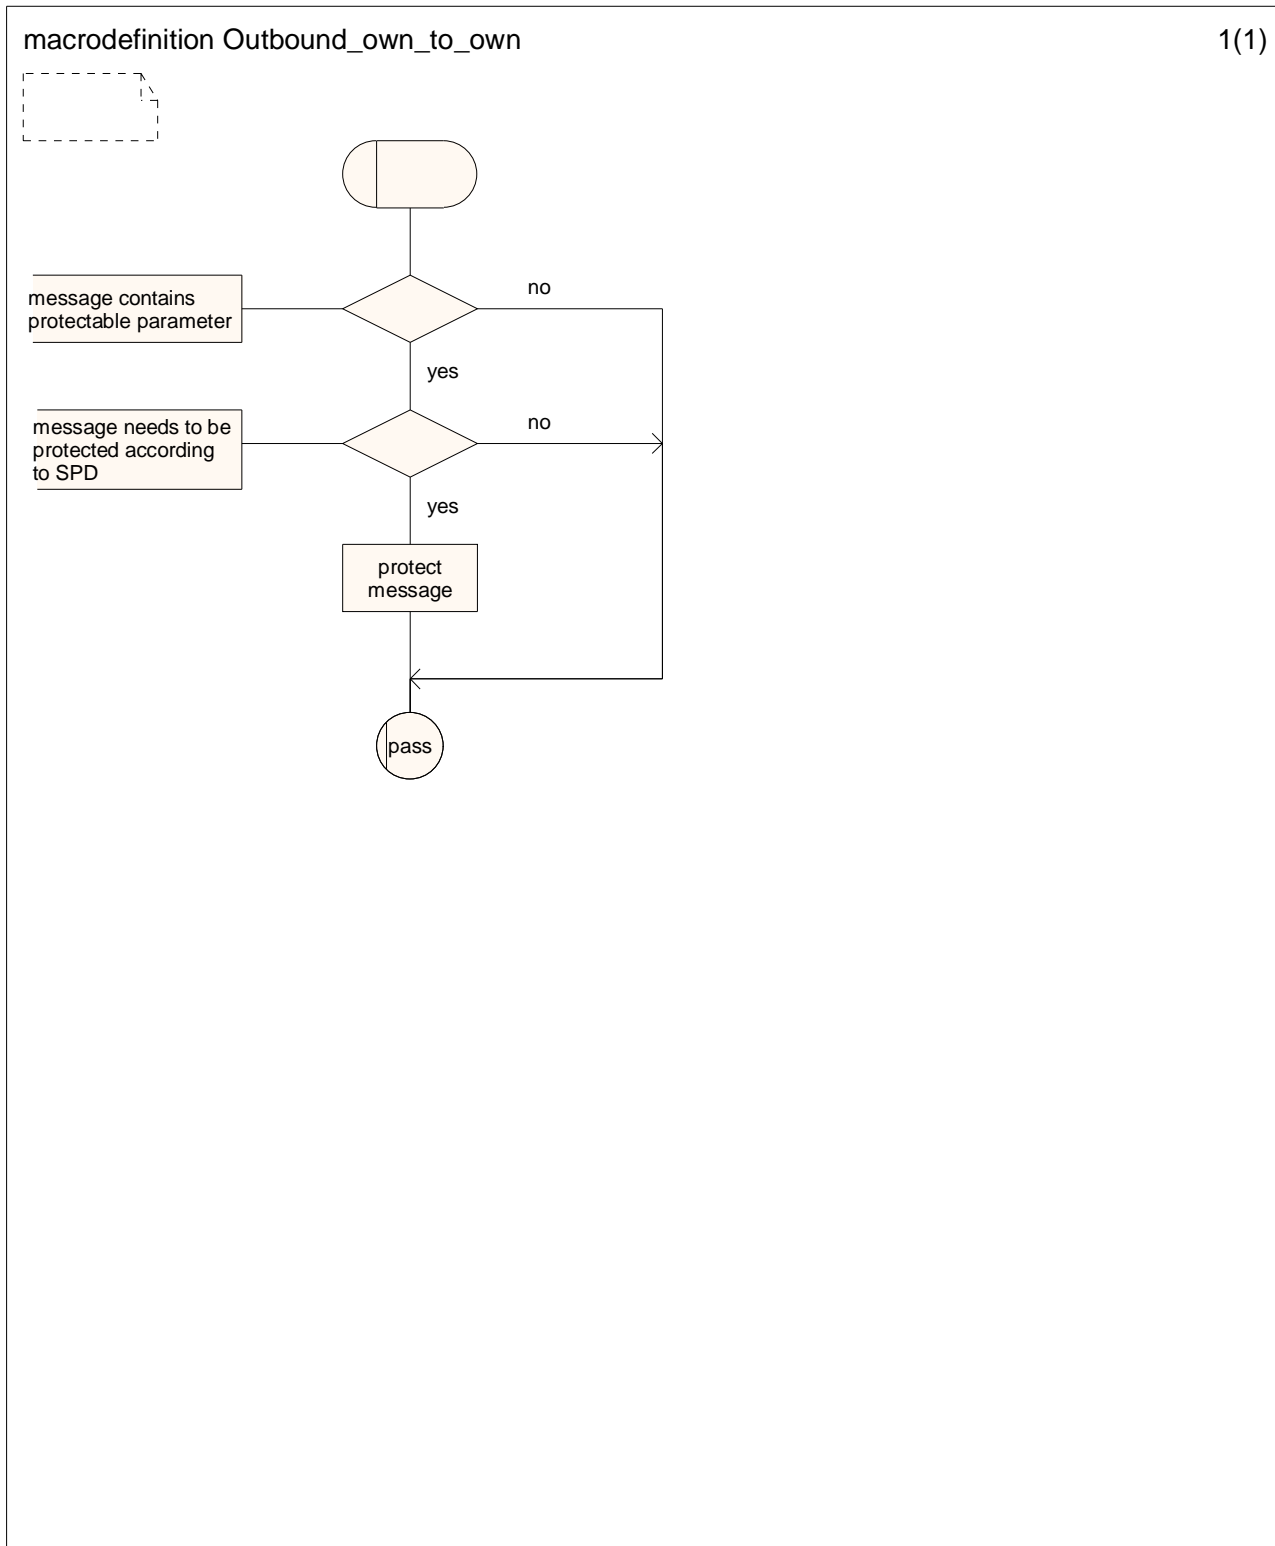 macrodefinition Outbound_own_to_own
1(1)
message contains
protectable parameter
no
yes
message needs to be
protected according
to SPD
no
yes
protect
message
pass